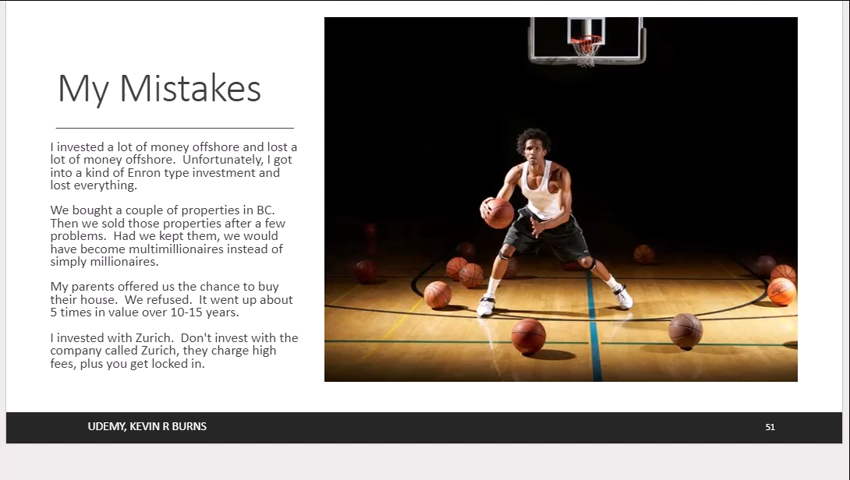 My Mistakes
I invested a lot of money offshore and lost a
lot of money offshore.  Unfortunately, I got
into a kind of Enron type investment and
lost everything.
We bought a couple of properties in BC.
Then we sold those properties after a few
problems.  Had we kept them, we would
have become multimillionaires instead of
simply millionaires.
My parents offered us the chance to buy
their house.  We refused.  It went up about
5 times in value over 10-15 years.
I invested with Zurich.  Don't invest with the
company called Zurich, they charge high
fees, plus you get locked in.
UDEMY, KEVIN R BURNS
51